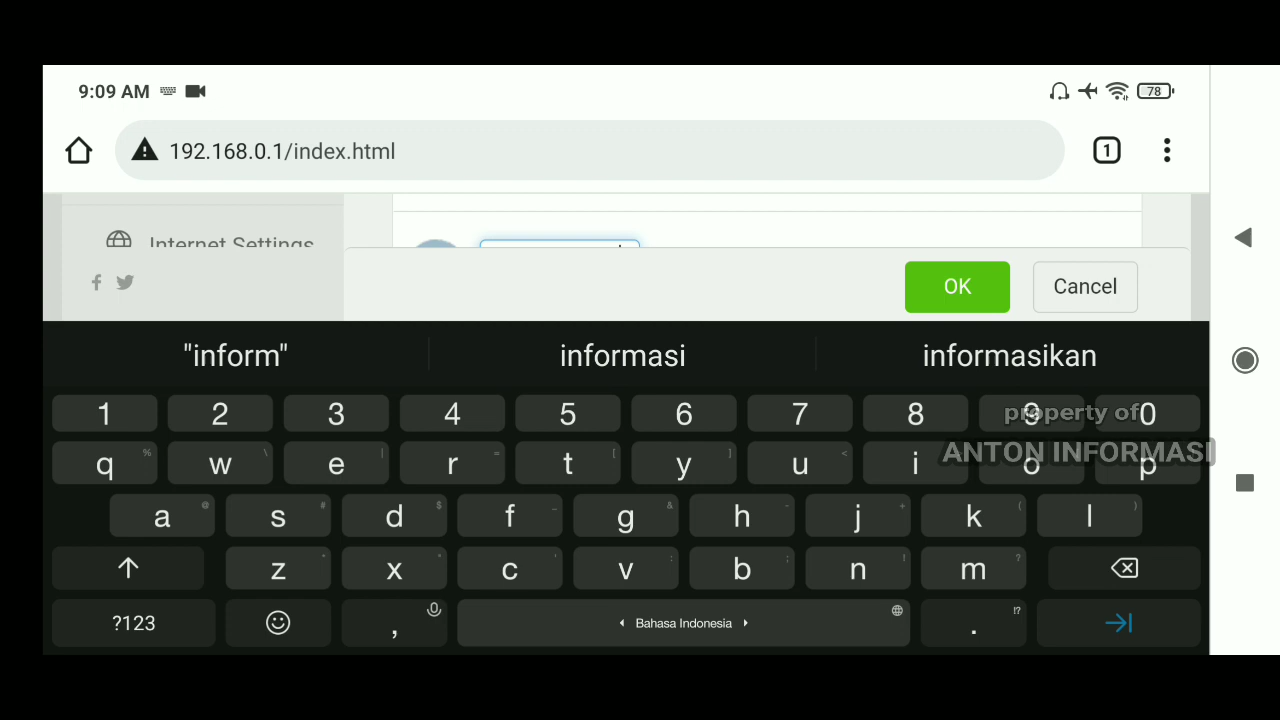 9:09 AM
78
192.168.0.1/index.html
1
Internet Settings
OK
Cancel
"inform" informasi informasikan
1 2 3 4 5 6 7 8 9 0
property of
q w e r t y u i o p
ANTON INFORMASI
a s d f g h j k l
z x c v b n m
?123 , Bahasa Indonesia . !?